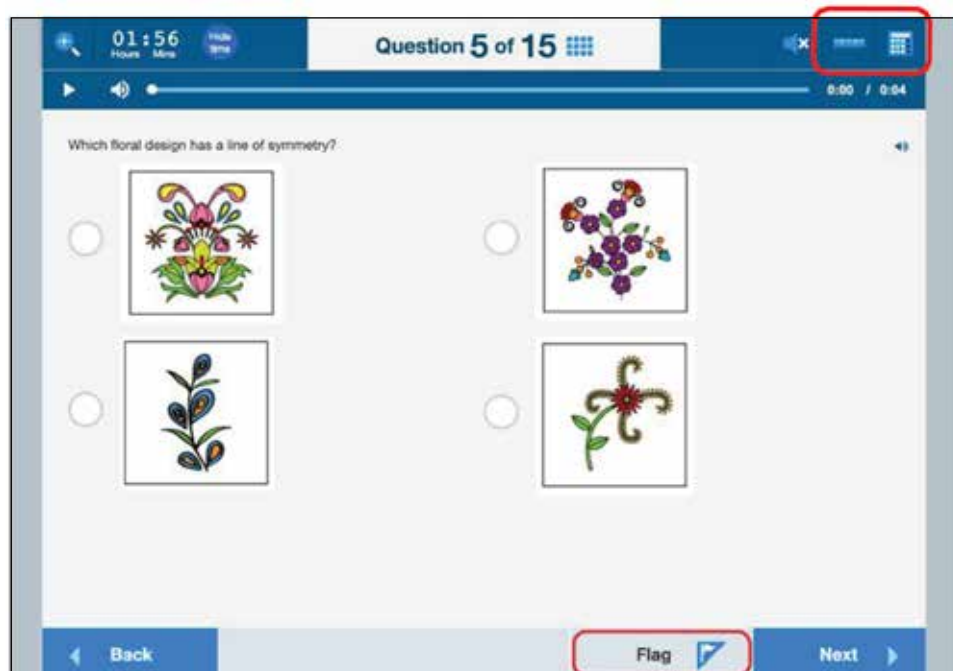 01:56
Hours Mins
Hide
time
Question 5 of 15
0:00 / 0:04
Which floral design has a line of symmetry?
Back
Flag
Next